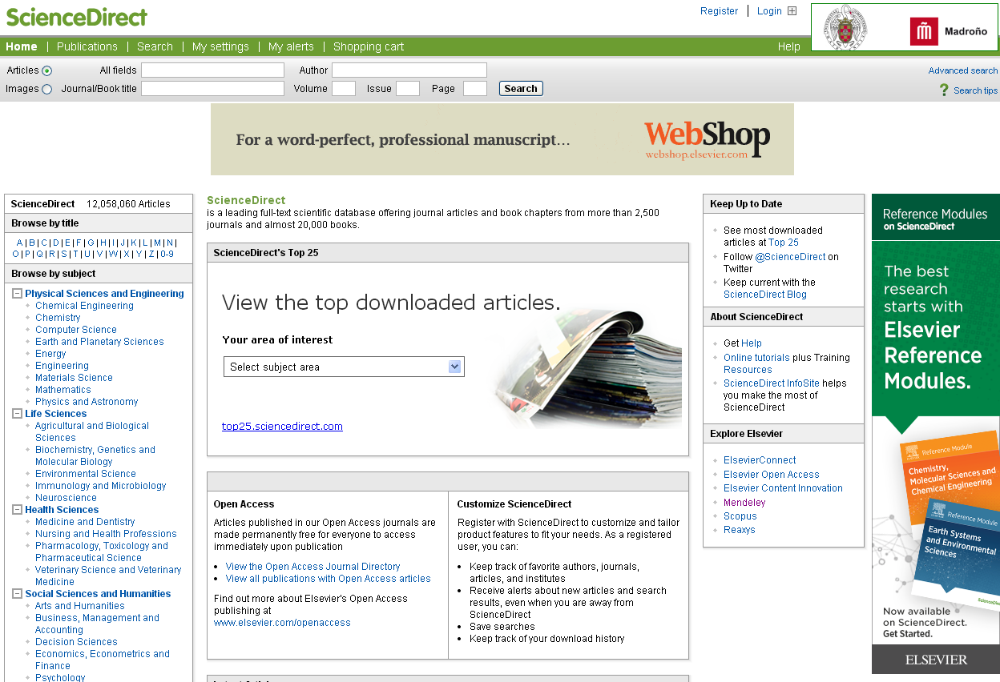 ScienceDirect
Register
Login
Madroño
Home | Publications | Search | My settings | My alerts | Shopping cart
Help
Articles
All fields
Author
Advanced search
Images
Journal/Book title
Volume
Issue
Page
Search
? Search tips
For a word-perfect, professional manuscript...
WebShop
webshop.elsevier.com
ScienceDirect 12,058,060 Articles
Browse by title
A | B | C | D | E | F | G | H | I | J | K | L | M | N |
O | P | Q | R | S | T | U | V | W | X | Y | Z | 0-9
Browse by subject
Physical Sciences and Engineering
Chemical Engineering
Chemistry
Computer Science
Earth and Planetary Sciences
Energy
Engineering
Materials Science
Mathematics
Physics and Astronomy
Life Sciences
Agricultural and Biological
Sciences
Biochemistry, Genetics and
Molecular Biology
Environmental Science
Immunology and Microbiology
Neuroscience
Health Sciences
Medicine and Dentistry
Nursing and Health Professions
Pharmacology, Toxicology and
Pharmaceutical Science
Veterinary Science and Veterinary
Medicine
Social Sciences and Humanities
Arts and Humanities
Business, Management and
Accounting
Decision Sciences
Economics, Econometrics and
Finance
Psychology
ScienceDirect
is a leading full-text scientific database offering journal articles and book chapters from more than 2,500
journals and almost 20,000 books.
ScienceDirect's Top 25
View the top downloaded articles.
Your area of interest
Select subject area
top25.sciencedirect.com
Open Access
Articles published in our Open Access journals are
made permanently free for everyone to access
immediately upon publication
View the Open Access Journal Directory
View all publications with Open Access articles
Find out more about Elsevier's Open Access
publishing at
www.elsevier.com/openaccess
Customize ScienceDirect
Register with ScienceDirect to customize and tailor
product features to fit your needs. As a registered
user, you can:
Keep track of favorite authors, journals,
articles, and institutes
Receive alerts about new articles and search
results, even when you are away from
ScienceDirect
Save searches
Keep track of your download history
Keep Up to Date
See most downloaded
articles at Top 25
Follow @ScienceDirect on
Twitter
Keep current with the
ScienceDirect Blog
About ScienceDirect
Get Help
Online tutorials plus Training
Resources
ScienceDirect InfoSite helps
you make the most of
ScienceDirect
Explore Elsevier
ElsevierConnect
Elsevier Open Access
Elsevier Content Innovation
Mendeley
Scopus
Reaxys
Reference Modules
on ScienceDirect
The best
research
starts with
Elsevier
Reference
Modules.
Reference Module
Chemistry,
Molecular Sciences and
Chemical Engineering
Reference Module
Earth Systems
and Environmental
Sciences
Now available
on ScienceDirect.
Get Started.
ELSEVIER